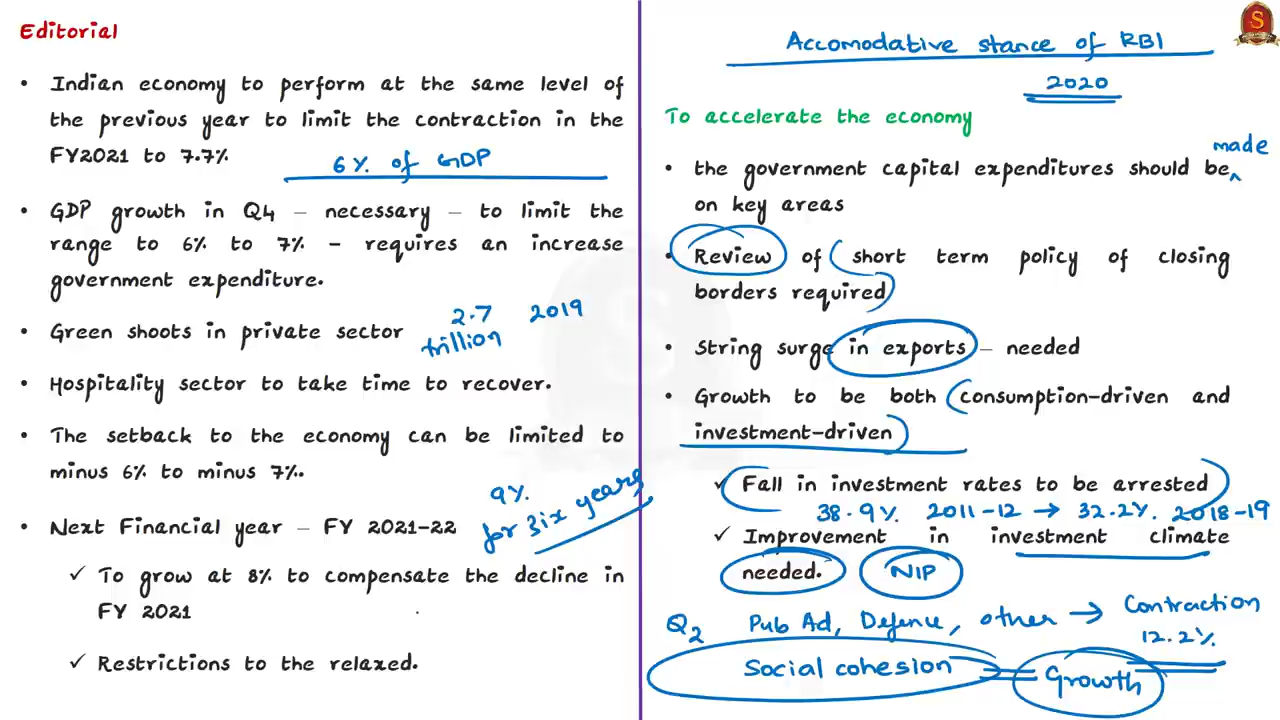 Editorial
• Indian economy to perform at the same level of
the previous year to limit the contraction in the
FY2021 to 7.7%
6% of GDP
• GDP growth in Q4 – necessary – to limit the
range to 6% to 7% – requires an increase
government expenditure.
• Green shoots in private sector
2.7 2019
trillion
• Hospitality sector to take time to recover.
• The setback to the economy can be limited to
minus 6% to minus 7%.
• Next Financial year – FY 2021-22
9%
for six years
✓ To grow at 8% to compensate the decline in
FY 2021
✓ Restrictions to the relaxed.
Accomodative stance of RBI
2020
To accelerate the economy
made
• the government capital expenditures should be^
on key areas
• Review of short term policy of closing
borders required
• String surge in exports – needed
• Growth to be both consumption-driven and
investment-driven
✓ Fall in investment rates to be arrested
38.9% 2011-12 → 32.2% 2018-19
✓ Improvement in investment climate
needed. NIP
Q2 Pub Ad, Defence, other → Contraction
12.2%
Social cohesion = Growth
S